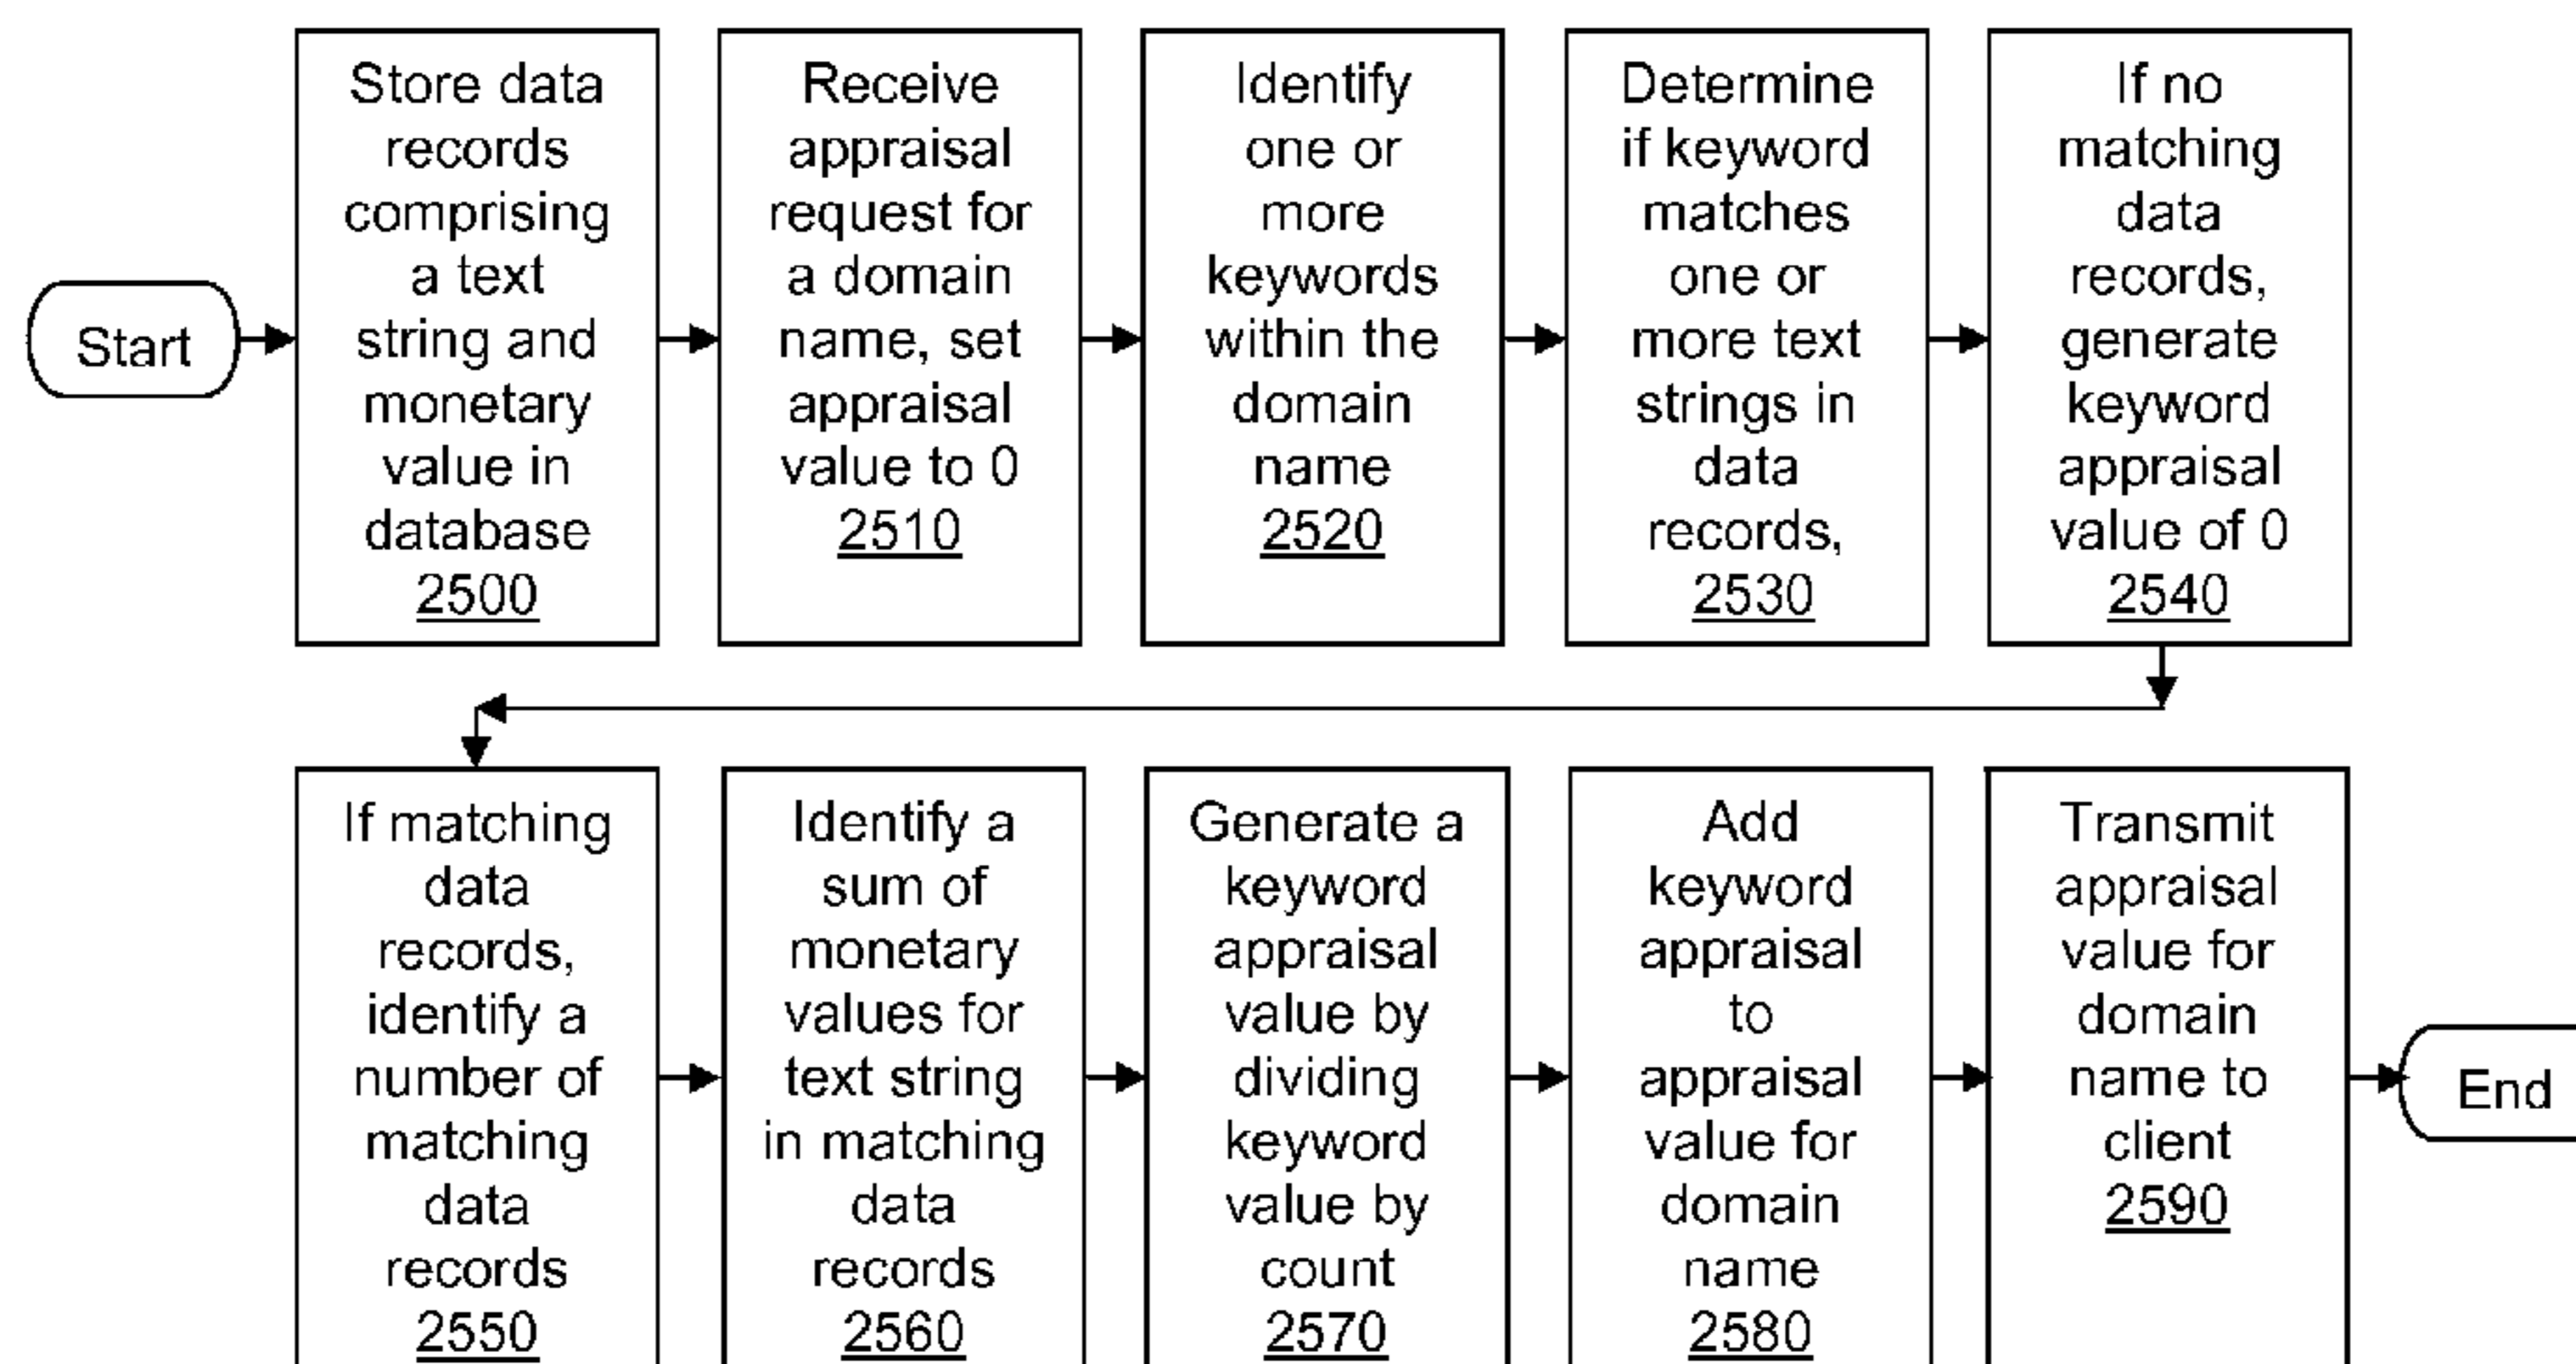 Start
Store data
records
comprising
a text
string and
monetary
value in
database
2500
Receive
appraisal
request for
a domain
name, set
appraisal
value to 0
2510
Identify
one or
more
keywords
within the
domain
name
2520
Determine
if keyword
matches
one or
more text
strings in
data
records,
2530
If no
matching
data
records,
generate
keyword
appraisal
value of 0
2540
If matching
data
records,
identify a
number of
matching
data
records
2550
Identify a
sum of
monetary
values for
text string
in matching
data
records
2560
Generate a
keyword
appraisal
value by
dividing
keyword
value by
count
2570
Add
keyword
appraisal
to
appraisal
value for
domain
name
2580
Transmit
appraisal
value for
domain
name to
client
2590
End